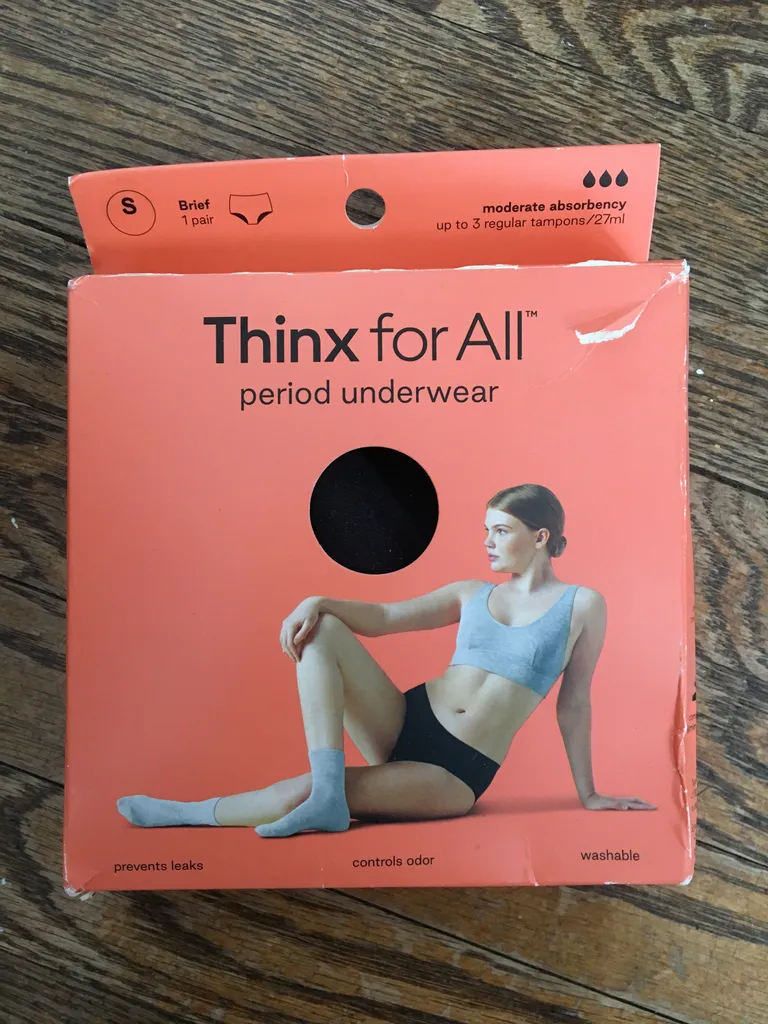 S
Brief
1 pair
moderate absorbency
up to 3 regular tampons/27ml
Thinx for All™
period underwear
prevents leaks
controls odor
washable